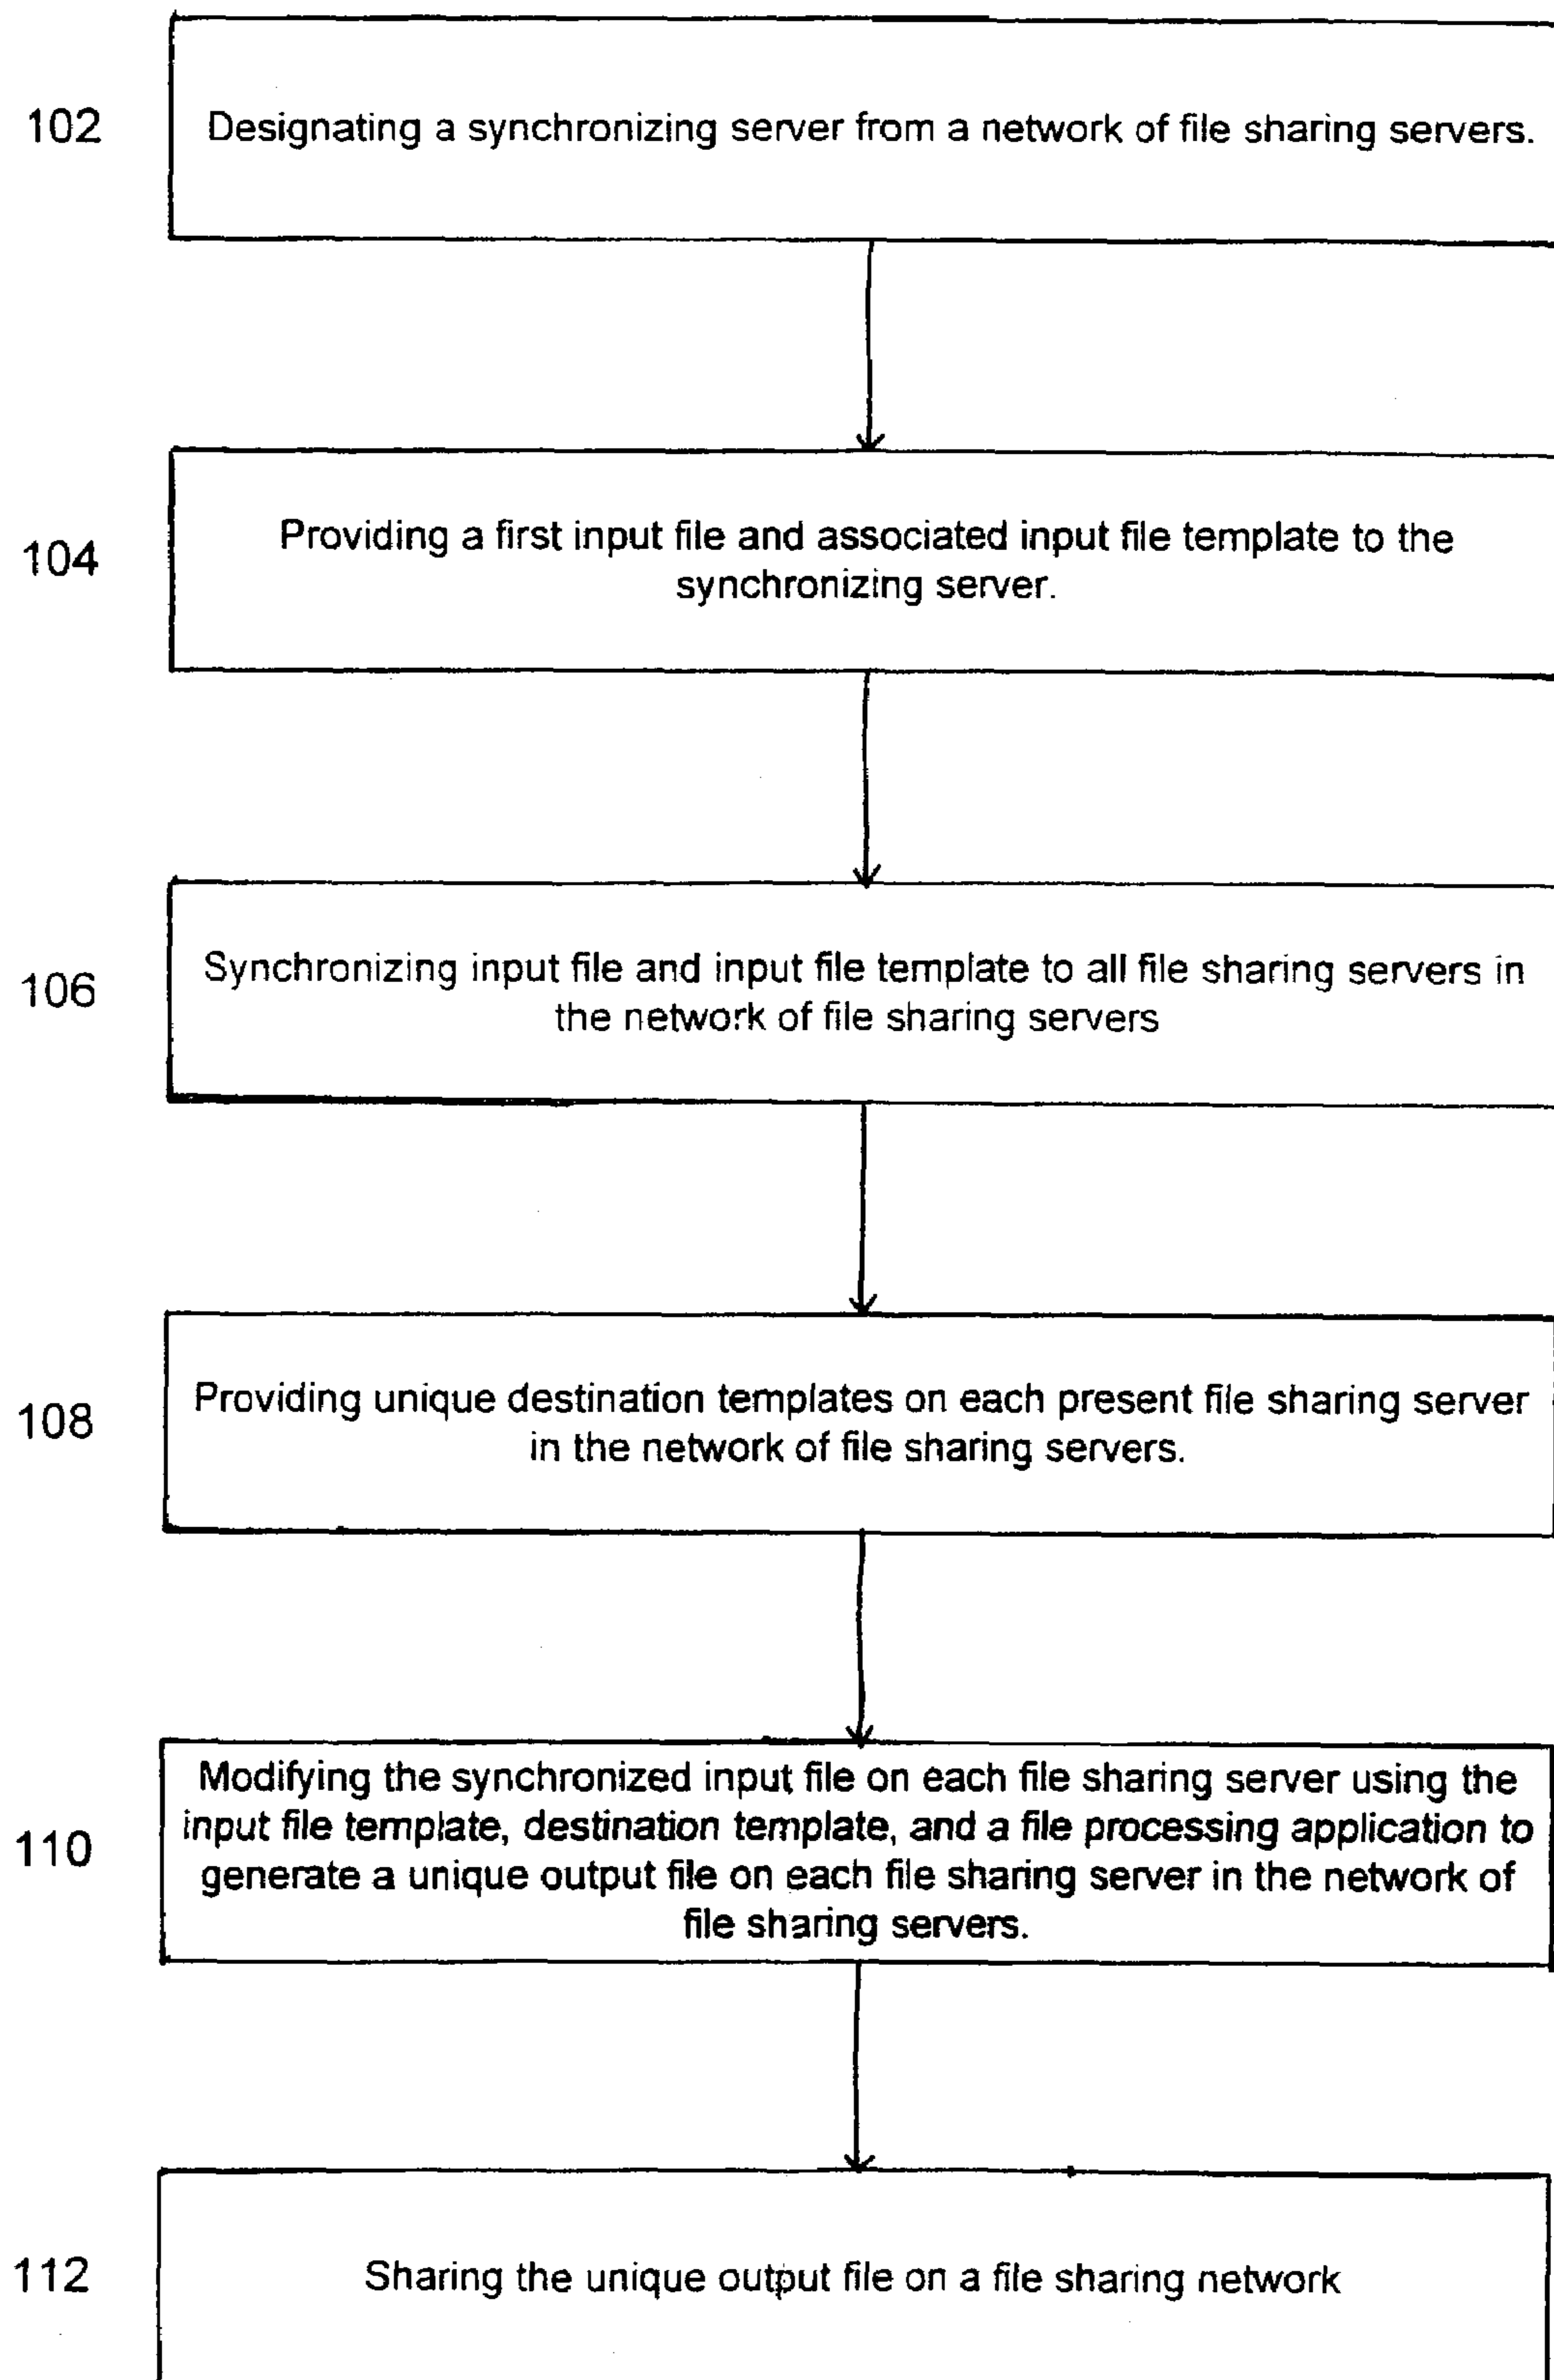 102
Designating a synchronizing server from a network of file sharing servers.
104
Providing a first input file and associated input file template to the
synchronizing server.
106
Synchronizing input file and input file template to all file sharing servers in
the network of file sharing servers
108
Providing unique destination templates on each present file sharing server
in the network of file sharing servers.
110
Modifying the synchronized input file on each file sharing server using the
input file template, destination template, and a file processing application to
generate a unique output file on each file sharing server in the network of
file sharing servers.
112
Sharing the unique output file on a file sharing network